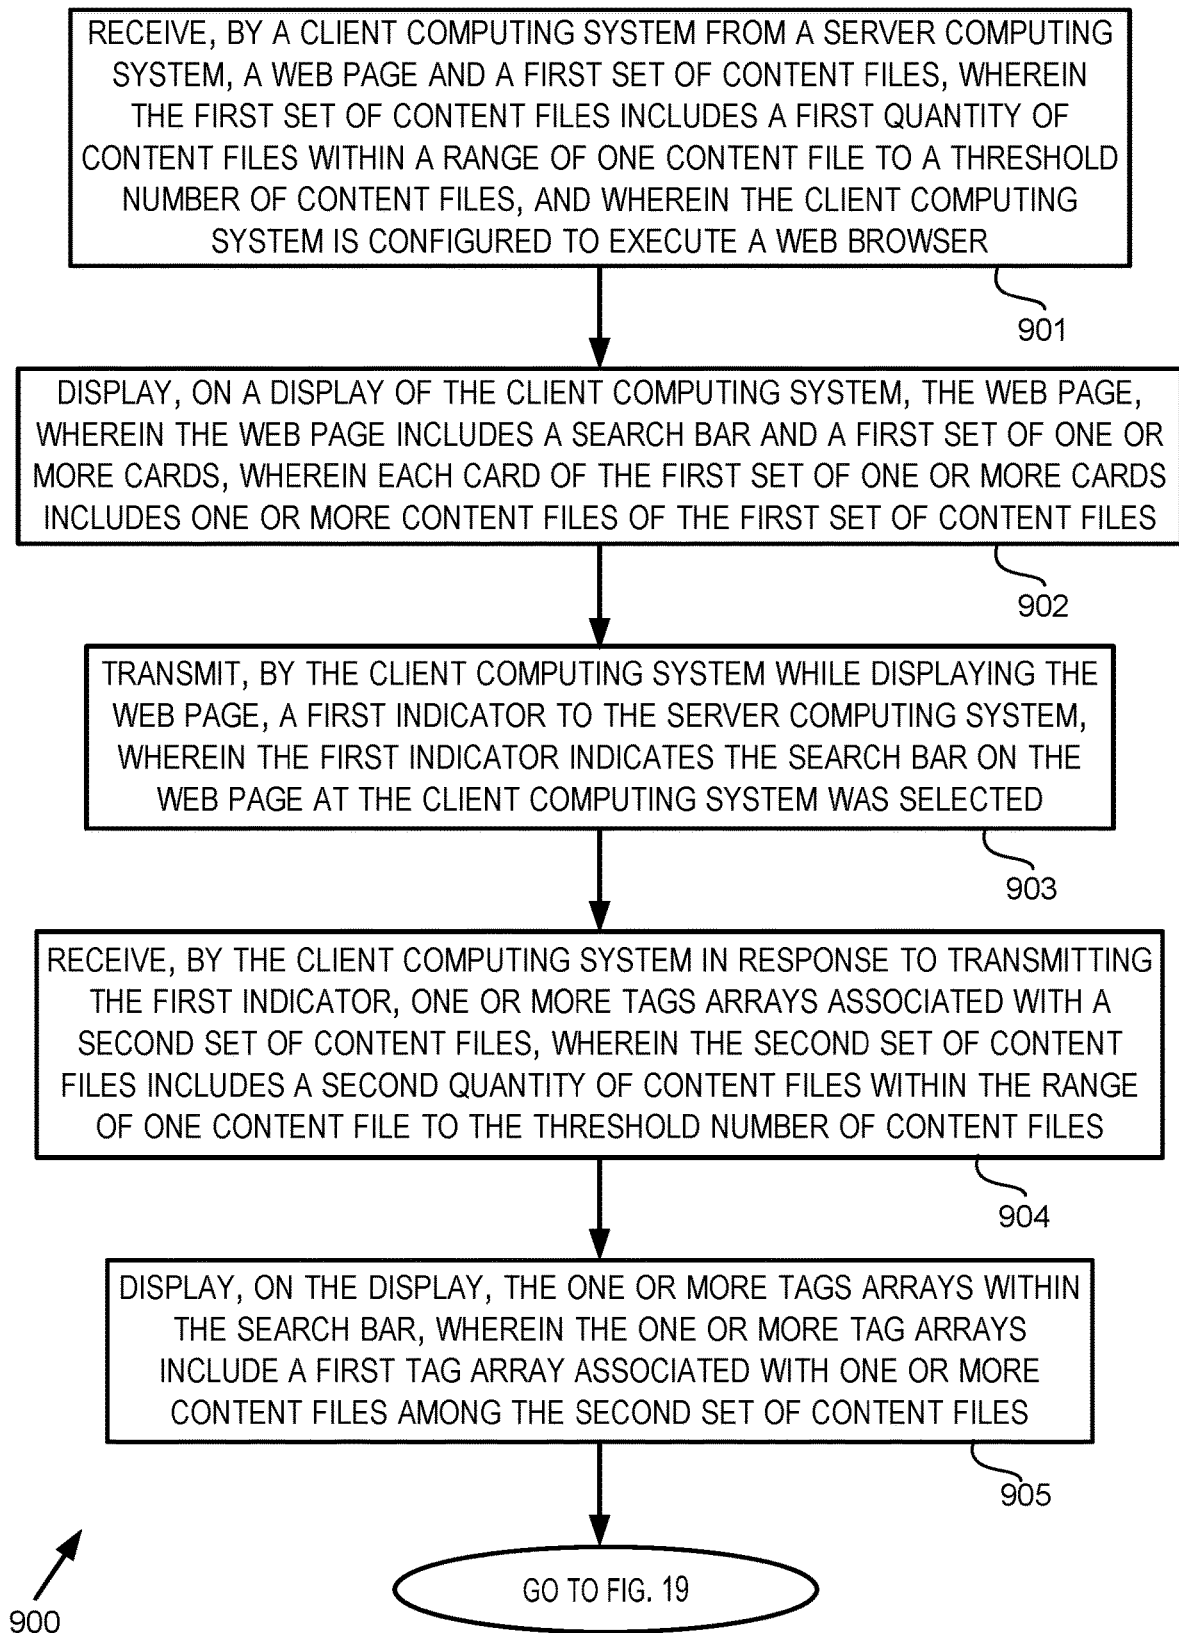 RECEIVE, BY A CLIENT COMPUTING SYSTEM FROM A SERVER COMPUTING
SYSTEM, A WEB PAGE AND A FIRST SET OF CONTENT FILES, WHEREIN
THE FIRST SET OF CONTENT FILES INCLUDES A FIRST QUANTITY OF
CONTENT FILES WITHIN A RANGE OF ONE CONTENT FILE TO A THRESHOLD
NUMBER OF CONTENT FILES, AND WHEREIN THE CLIENT COMPUTING
SYSTEM IS CONFIGURED TO EXECUTE A WEB BROWSER
901
DISPLAY, ON A DISPLAY OF THE CLIENT COMPUTING SYSTEM, THE WEB PAGE,
WHEREIN THE WEB PAGE INCLUDES A SEARCH BAR AND A FIRST SET OF ONE OR
MORE CARDS, WHEREIN EACH CARD OF THE FIRST SET OF ONE OR MORE CARDS
INCLUDES ONE OR MORE CONTENT FILES OF THE FIRST SET OF CONTENT FILES
902
TRANSMIT, BY THE CLIENT COMPUTING SYSTEM WHILE DISPLAYING THE
WEB PAGE, A FIRST INDICATOR TO THE SERVER COMPUTING SYSTEM,
WHEREIN THE FIRST INDICATOR INDICATES THE SEARCH BAR ON THE
WEB PAGE AT THE CLIENT COMPUTING SYSTEM WAS SELECTED
903
RECEIVE, BY THE CLIENT COMPUTING SYSTEM IN RESPONSE TO TRANSMITTING
THE FIRST INDICATOR, ONE OR MORE TAGS ARRAYS ASSOCIATED WITH A
SECOND SET OF CONTENT FILES, WHEREIN THE SECOND SET OF CONTENT
FILES INCLUDES A SECOND QUANTITY OF CONTENT FILES WITHIN THE RANGE
OF ONE CONTENT FILE TO THE THRESHOLD NUMBER OF CONTENT FILES
904
DISPLAY, ON THE DISPLAY, THE ONE OR MORE TAGS ARRAYS WITHIN
THE SEARCH BAR, WHEREIN THE ONE OR MORE TAG ARRAYS
INCLUDE A FIRST TAG ARRAY ASSOCIATED WITH ONE OR MORE
CONTENT FILES AMONG THE SECOND SET OF CONTENT FILES
905
GO TO FIG. 19
900